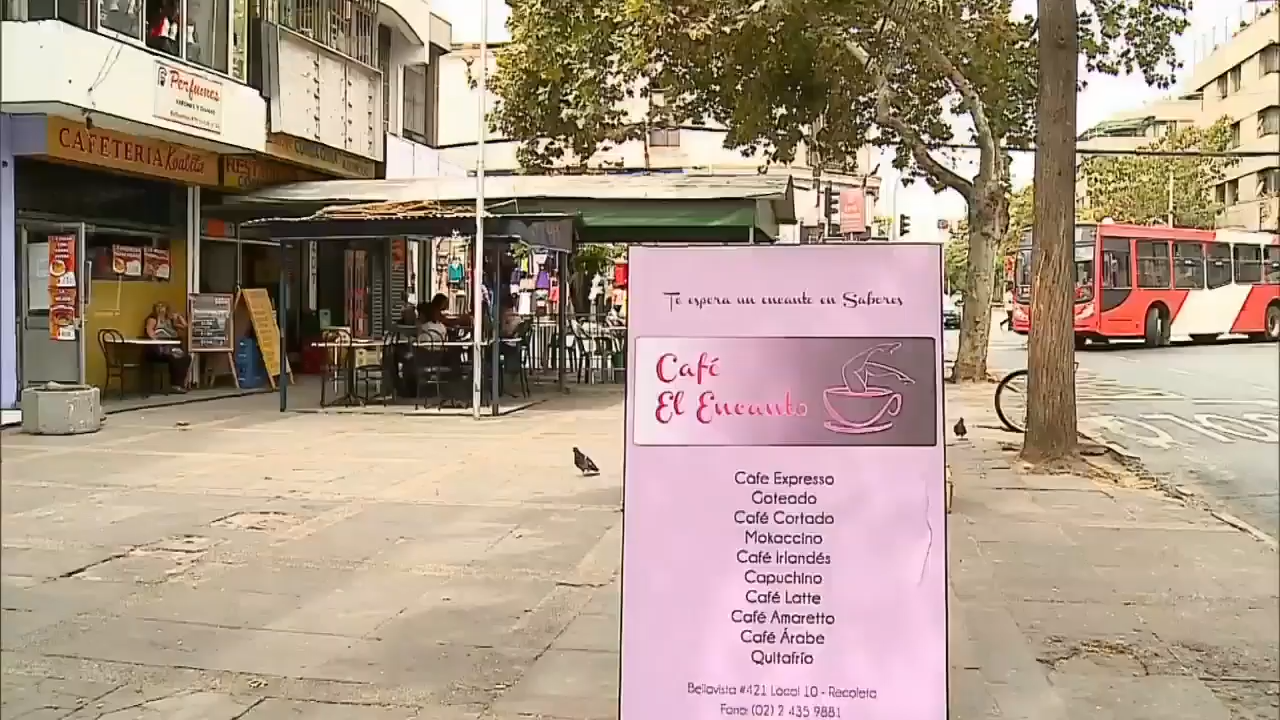 Perfumes
CAFETERIA Koalita
Te espera un encanto en Sabores
Café
El Encanto
Cafe Expresso
Goteado
Café Cortado
Mokaccino
Café Irlandés
Capuchino
Café Latte
Café Amaretto
Café Árabe
Quitafrío
Bellavista #421 Local 10 - Recoleta
Fono: (02) 2 435 9881